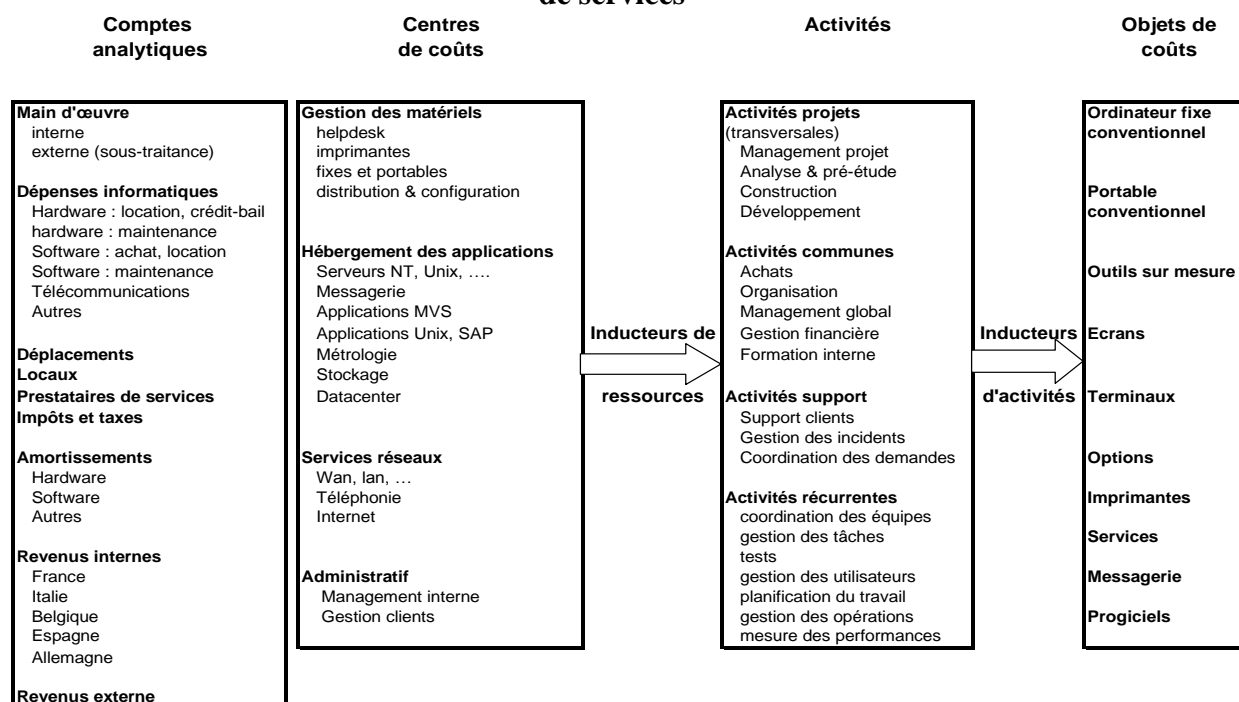 de services
Comptes
analytiques
Centres
de coûts
Activités
Objets de
coûts
Main d'œuvre
interne
externe (sous-traitance)
Dépenses informatiques
Hardware : location, crédit-bail
hardware : maintenance
Software : achat, location
Software : maintenance
Télécommunications
Autres
Déplacements
Locaux
Prestataires de services
Impôts et taxes
Amortissements
Hardware
Software
Autres
Revenus internes
France
Italie
Belgique
Espagne
Allemagne
Revenus externe
Gestion des matériels
helpdesk
imprimantes
fixes et portables
distribution & configuration
Hébergement des applications
Serveurs NT, Unix, ….
Messagerie
Applications MVS
Applications Unix, SAP
Métrologie
Stockage
Datacenter
Services réseaux
Wan, lan, …
Téléphonie
Internet
Administratif
Management interne
Gestion clients
Inducteurs de
ressources
Activités projets
(transversales)
Management projet
Analyse & pré-étude
Construction
Développement
Activités communes
Achats
Organisation
Management global
Gestion financière
Formation interne
Activités support
Support clients
Gestion des incidents
Coordination des demandes
Activités récurrentes
coordination des équipes
gestion des tâches
tests
gestion des utilisateurs
planification du travail
gestion des opérations
mesure des performances
Inducteurs
d'activités
Ordinateur fixe
conventionnel
Portable
conventionnel
Outils sur mesure
Ecrans
Terminaux
Options
Imprimantes
Services
Messagerie
Progiciels